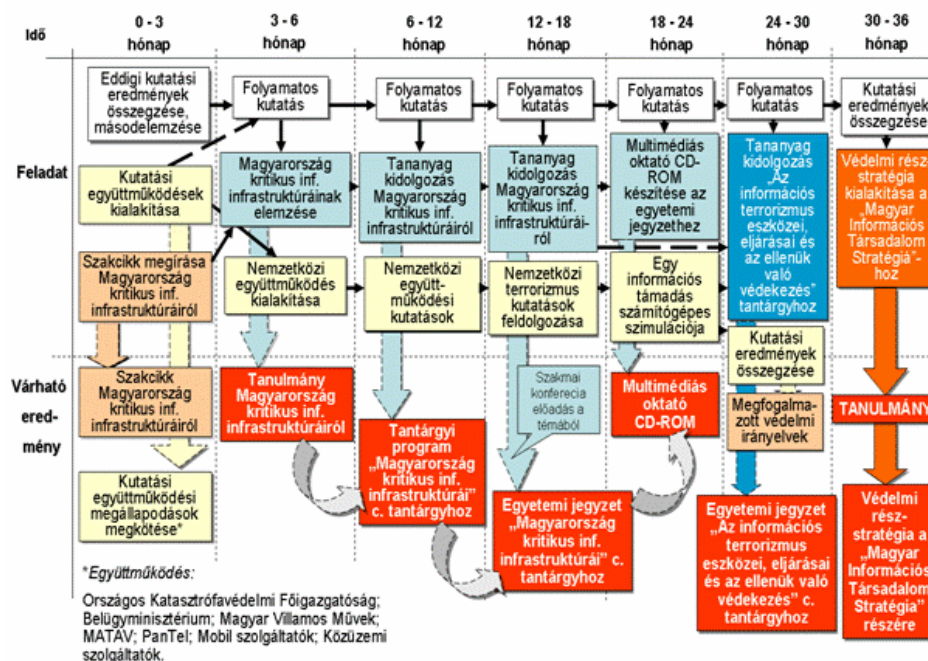 Idő
0 - 3
hónap
3 - 6
hónap
6 - 12
hónap
12 - 18
hónap
18 - 24
hónap
24 - 30
hónap
30 - 36
hónap
Feladat
Eddigi kutatási
eredmények
összegzése,
másodelemzése
Folyamatos
kutatás
Folyamatos
kutatás
Folyamatos
kutatás
Folyamatos
kutatás
Folyamatos
kutatás
Kutatási
eredmények
összegzése
Kutatási
együttműködések
kialakítása
Magyarország
kritikus inf.
infrastruktúráinak
elemzése
Tananyag
kidolgozás
Magyarország
kritikus inf.
infrastruktúráiról
Tananyag
kidolgozás
Magyarország
kritikus inf.
infrastruktúrái-
ról
Multimédiás
oktató CD-
ROM
készítése az
egyetemi
jegyzethez
Tananyag
kidolgozás
„Az
információs
terrorizmus
eszközei,
eljárásai és
az ellenük
való
védekezés”
tantárgyhoz
Védelmi rész-
stratégia
kialakítása a
„Magyar
Információs
Társadalom
Stratégiá”-
hoz
Szakcikk megírása
Magyarország
kritikus inf.
infrastruktúráiról
Nemzetközi
együttműködés
kialakítása
Nemzetközi
együtt-
működési
kutatások
Nemzetközi
terrorizmus
kutatások
feldolgozása
Egy
információs
támadás
számítógépes
szimulációja
Kutatási
eredmények
összegzése
Várható
ered-
mény
Szakcikk
Magyarország
kritikus inf.
infrastruktúráiról
Tanulmány
Magyarország
kritikus inf.
infrastruktúráiról
Tantárgyi
program
„Magyarország
kritikus inf.
infrastruktúrái”
c. tantárgyhoz
Szakmai
konferecia
előadás a
témából
Egyetemi jegyzet
„Magyarország
kritikus inf.
infrastruktúrái” c.
tantárgyhoz
Multimédiás
oktató
CD-ROM
Megfogalma-
zott védelmi
irányelvek
Egyetemi jegyzet
„Az információs
terrorizmus
eszközei, eljárásai
és az ellenük való
védekezés” c.
tantárgyhoz
TANULMÁNY
Védelmi
rész-
stratégia a
„Magyar
Információs
Társadalom
Stratégia”
részére
Kutatási
együttműködési
megállapodások
megkötése*
*Együttműködés:
Országos Katasztrófavédelmi Főigazgatóság;
Belügyminisztérium; Magyar Villamos Művek;
MATAV; PanTel; Mobil szolgáltatók; Közüzemi
szolgáltatók.